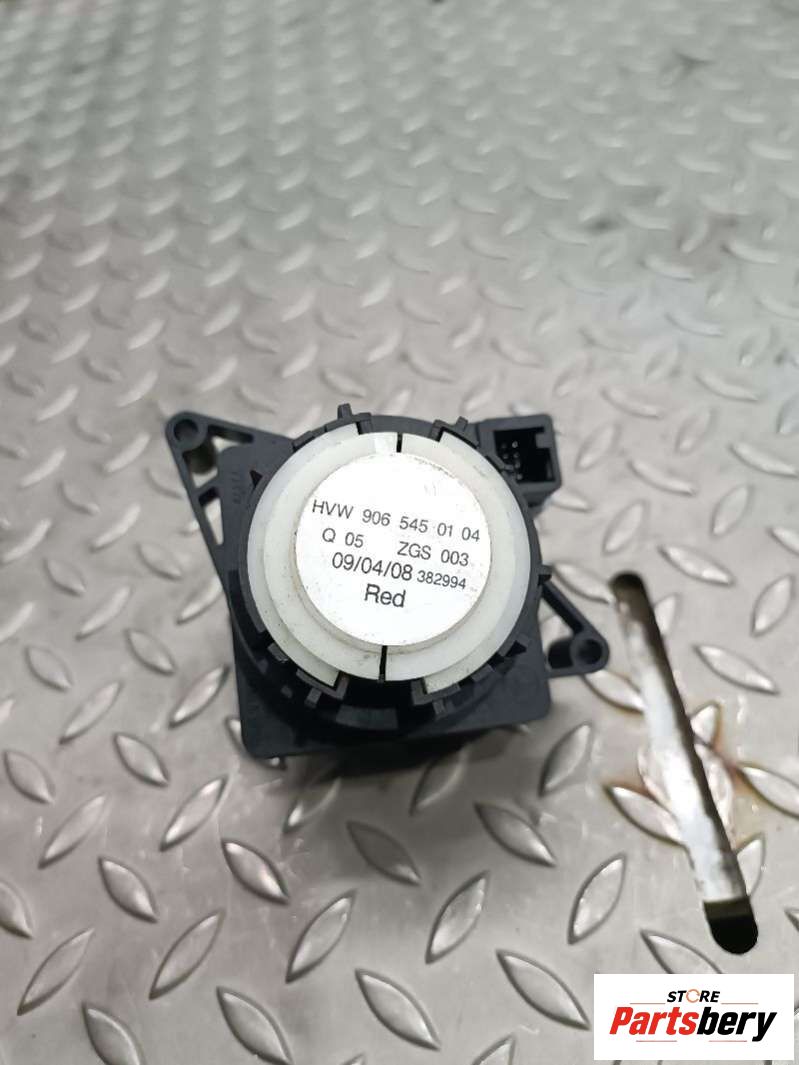 HVW 906 545 01 04
Q 05 ZGS 003
09/04/08 382994
Red
STORE
Partsbery